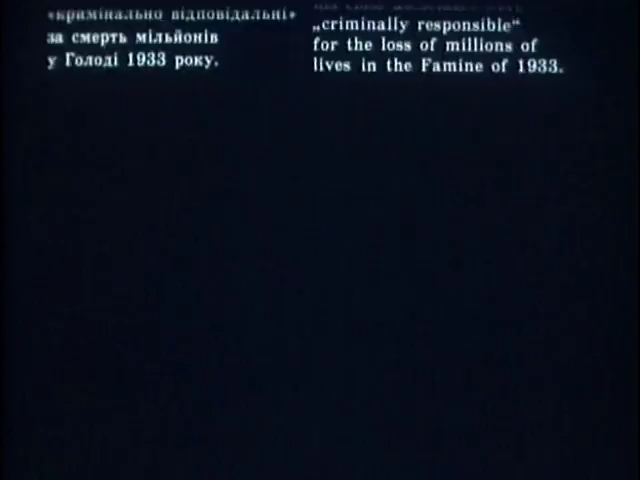 «кримінально відповідальні»
за смерть мільйонів
у Голоді 1933 року.
„criminally responsible“
for the loss of millions of
lives in the Famine of 1933.